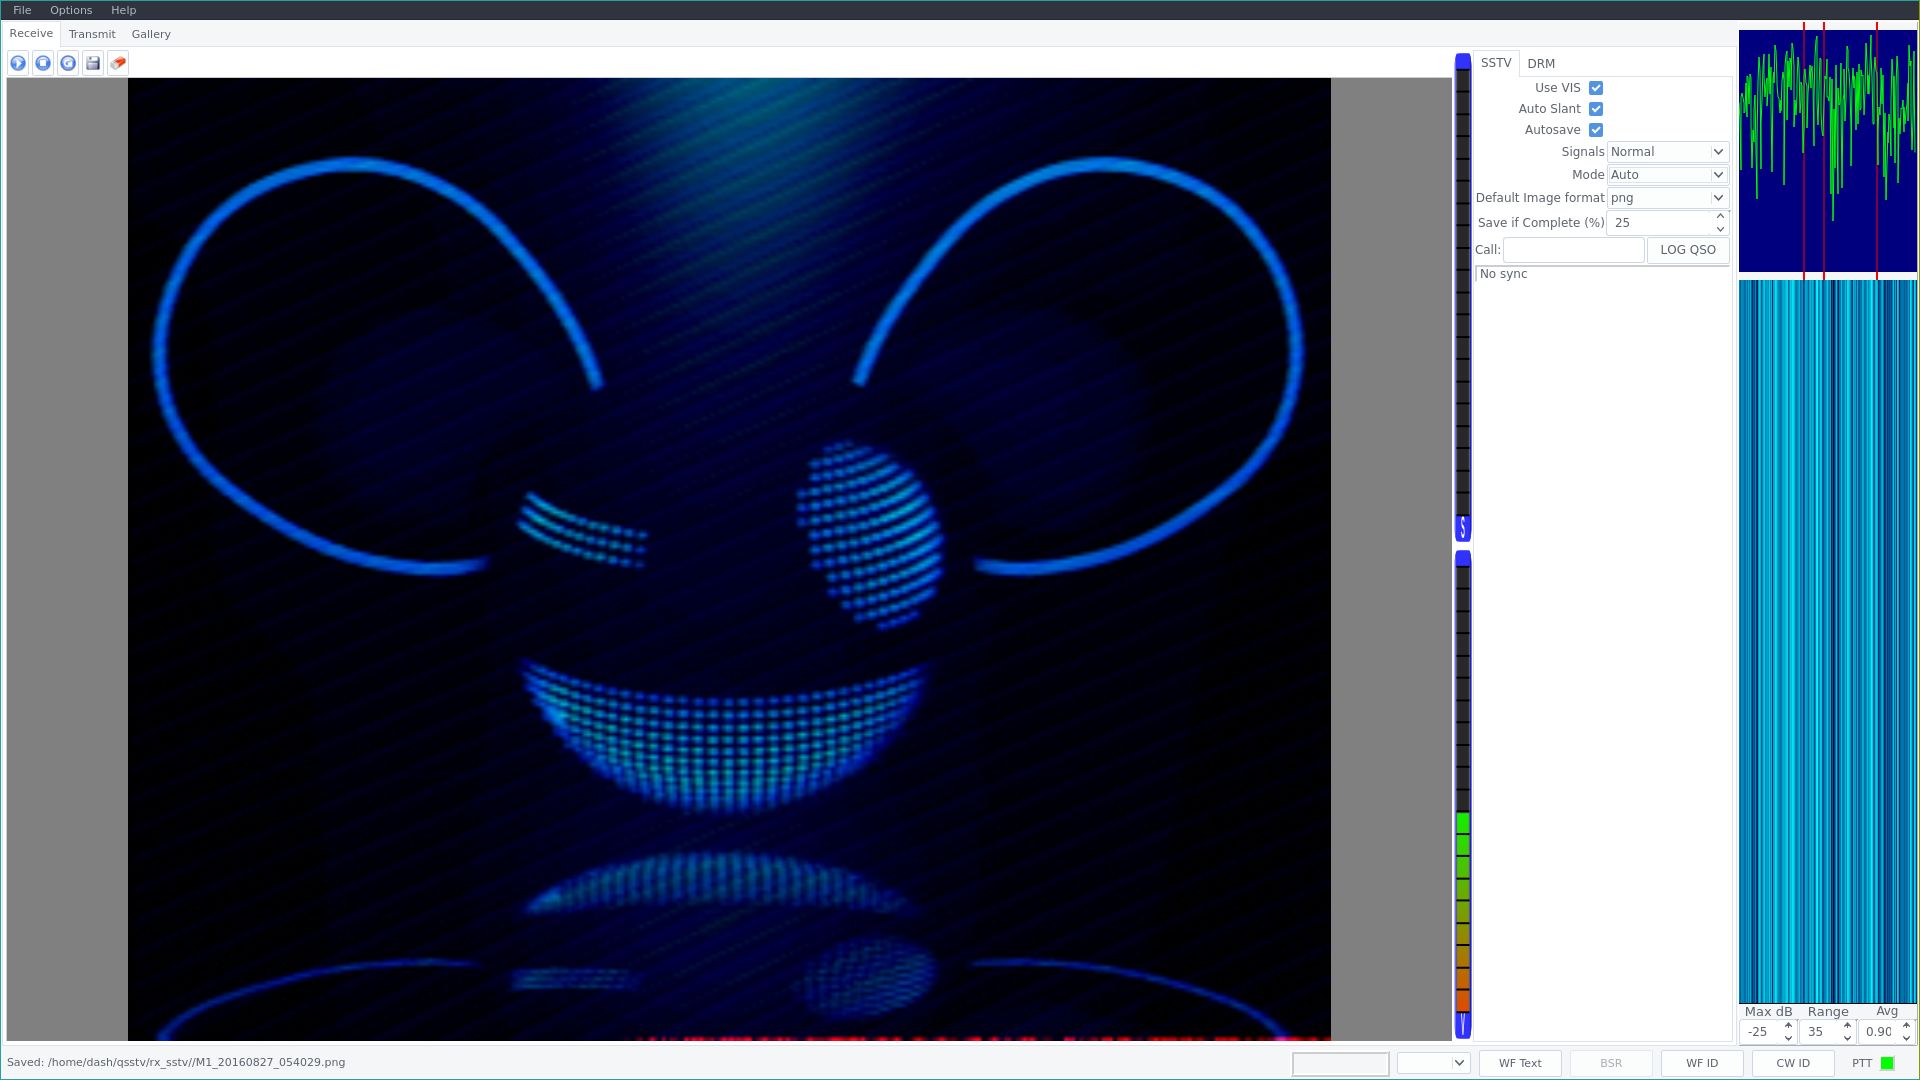 File Options Help
Receive Transmit Gallery
SSTV DRM
Use VIS
Auto Slant
Autosave
Signals Normal
Mode Auto
Default Image format png
Save if Complete (%) 25
Call: LOG QSO
No sync
S
V
Max dB Range Avg
-25 35 0.90
Saved: /home/dash/qsstv/rx_sstv//M1_20160827_054029.png
WF Text BSR WF ID CW ID PTT